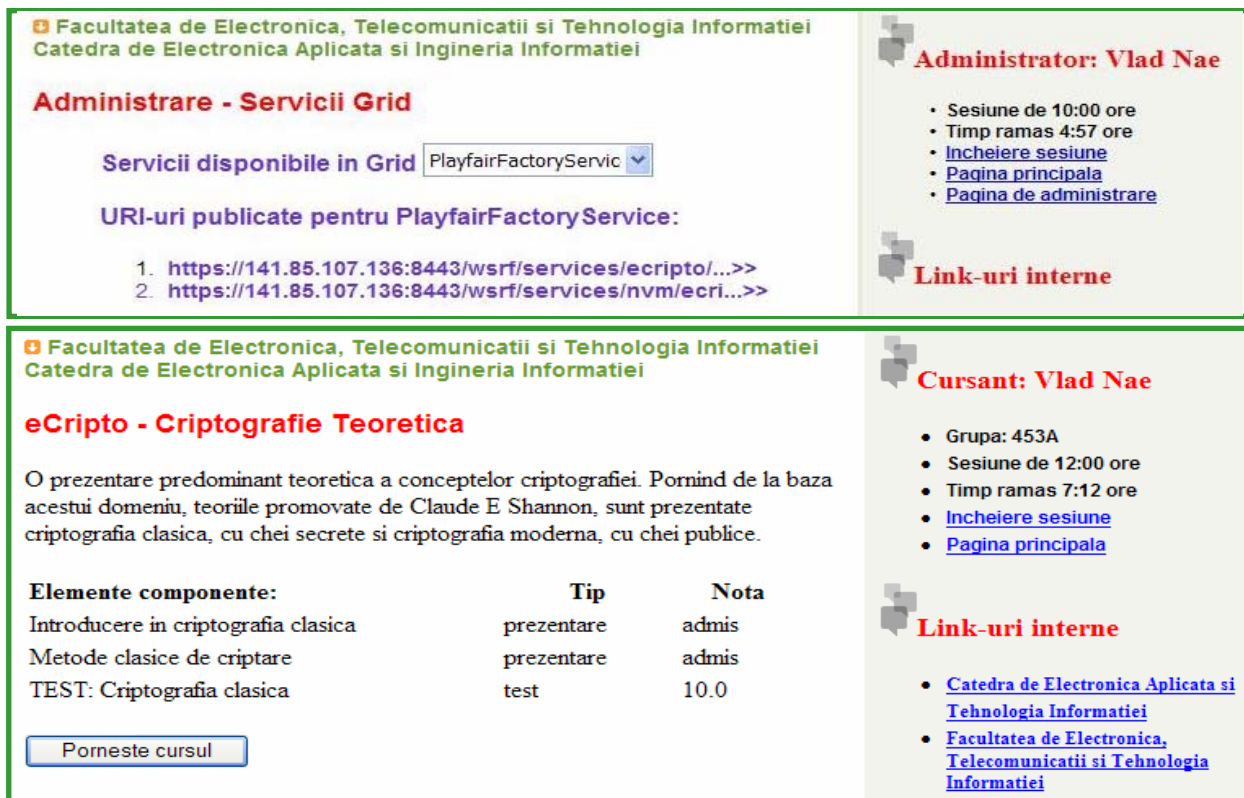 Facultatea de Electronica, Telecomunicatii si Tehnologia Informatiei
Catedra de Electronica Aplicata si Ingineria Informatiei
Administrare - Servicii Grid
Servicii disponibile in Grid PlayfairFactoryServic
URI-uri publicate pentru PlayfairFactoryService:
1. https://141.85.107.136:8443/wsrf/services/ecripto/...>>
2. https://141.85.107.136:8443/wsrf/services/nvm/ecri...>>
Administrator: Vlad Nae
• Sesiune de 10:00 ore
• Timp ramas 4:57 ore
• Incheiere sesiune
• Pagina principala
• Pagina de administrare
Link-uri interne
Facultatea de Electronica, Telecomunicatii si Tehnologia Informatiei
Catedra de Electronica Aplicata si Ingineria Informatiei
eCripto - Criptografie Teoretica
O prezentare predominant teoretica a conceptelor criptografiei. Pornind de la baza
acestui domeniu, teoriile promovate de Claude E Shannon, sunt prezentate
criptografia clasica, cu chei secrete si criptografia moderna, cu chei publice.
Elemente componente: Tip Nota
Introducere in criptografia clasica prezentare admis
Metode clasice de criptare prezentare admis
TEST: Criptografia clasica test 10.0
Porneste cursul
Cursant: Vlad Nae
• Grupa: 453A
• Sesiune de 12:00 ore
• Timp ramas 7:12 ore
• Incheiere sesiune
• Pagina principala
Link-uri interne
• Catedra de Electronica Aplicata si
Tehnologia Informatiei
• Facultatea de Electronica,
Telecomunicatii si Tehnologia
Informatiei